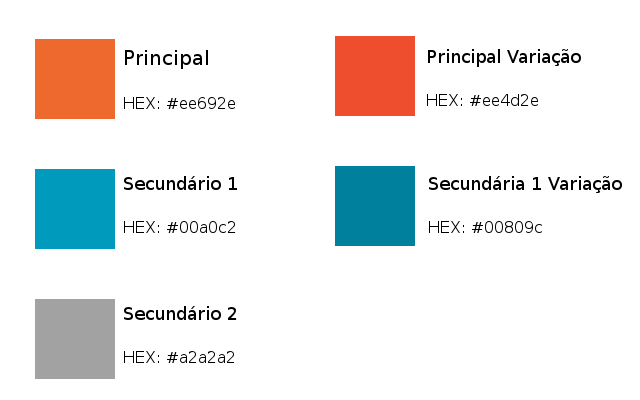 Principal
HEX: #ee692e
Principal Variação
HEX: #ee4d2e
Secundário 1
HEX: #00a0c2
Secundária 1 Variação
HEX: #00809c
Secundário 2
HEX: #a2a2a2